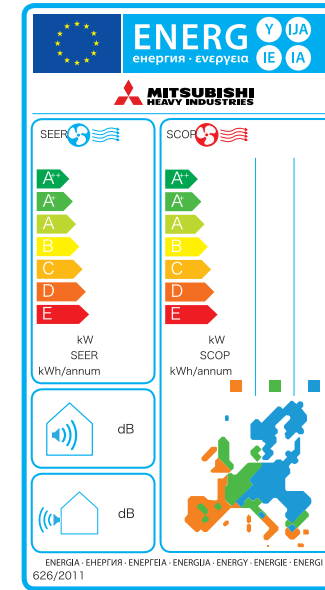 ENERG Y IJA
енергия · ενεργεια IE IA
MITSUBISHI
HEAVY INDUSTRIES
SEER
SCOP
A++
A+
A
B
C
D
E
A++
A+
A
B
C
D
E
kW
SEER
kWh/annum
kW
SCOP
kWh/annum
dB
dB
ENERGIA · ЕНЕРГИЯ · ΕΝΕΡΓΕΙΑ · ENERGIJA · ENERGY · ENERGIE · ENERGI
626/2011